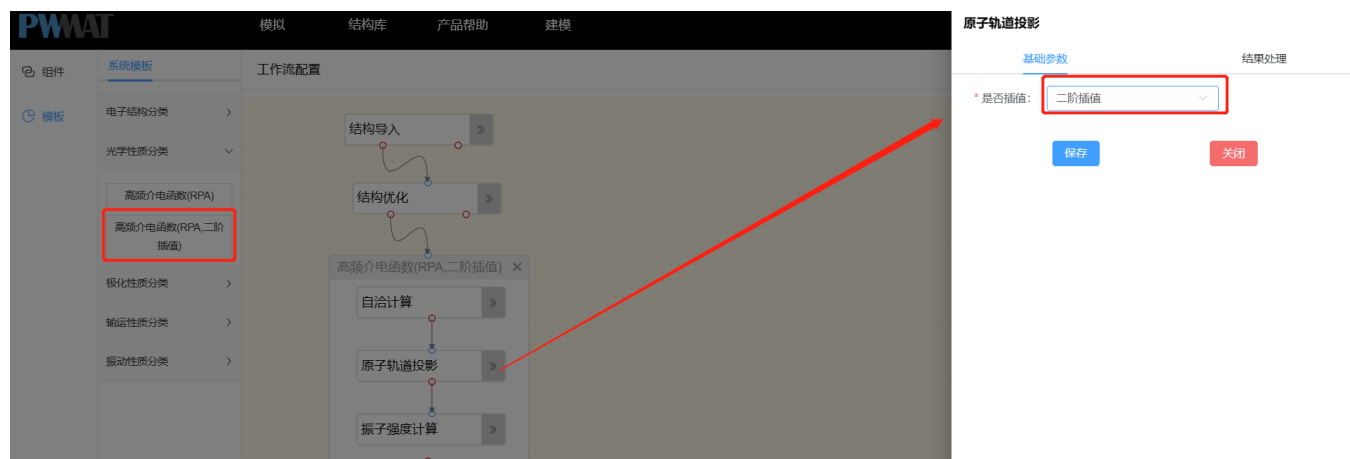 PWMAT
模拟 结构库 产品帮助 建模
组件
模板
系统模板
电子结构分类
光学性质分类
高频介电函数(RPA)
高频介电函数(RPA,二阶
插值)
极化性质分类
输运性质分类
振动性质分类
工作流配置
结构导入
结构优化
高频介电函数(RPA,二阶插值)
自洽计算
原子轨道投影
振子强度计算
原子轨道投影
基础参数 结果处理
* 是否插值: 二阶插值
保存 关闭